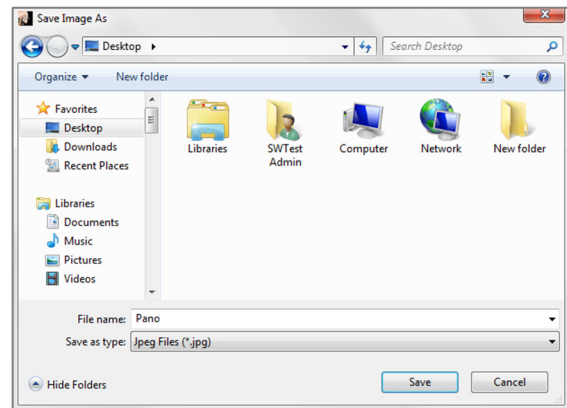 Save Image As
Desktop
Search Desktop
Organize
New folder
Favorites
Desktop
Downloads
Recent Places
Libraries
Documents
Music
Pictures
Videos
Libraries
SWTest
Admin
Computer
Network
New folder
File name: Pano
Save as type: Jpeg Files (*.jpg)
Hide Folders
Save
Cancel